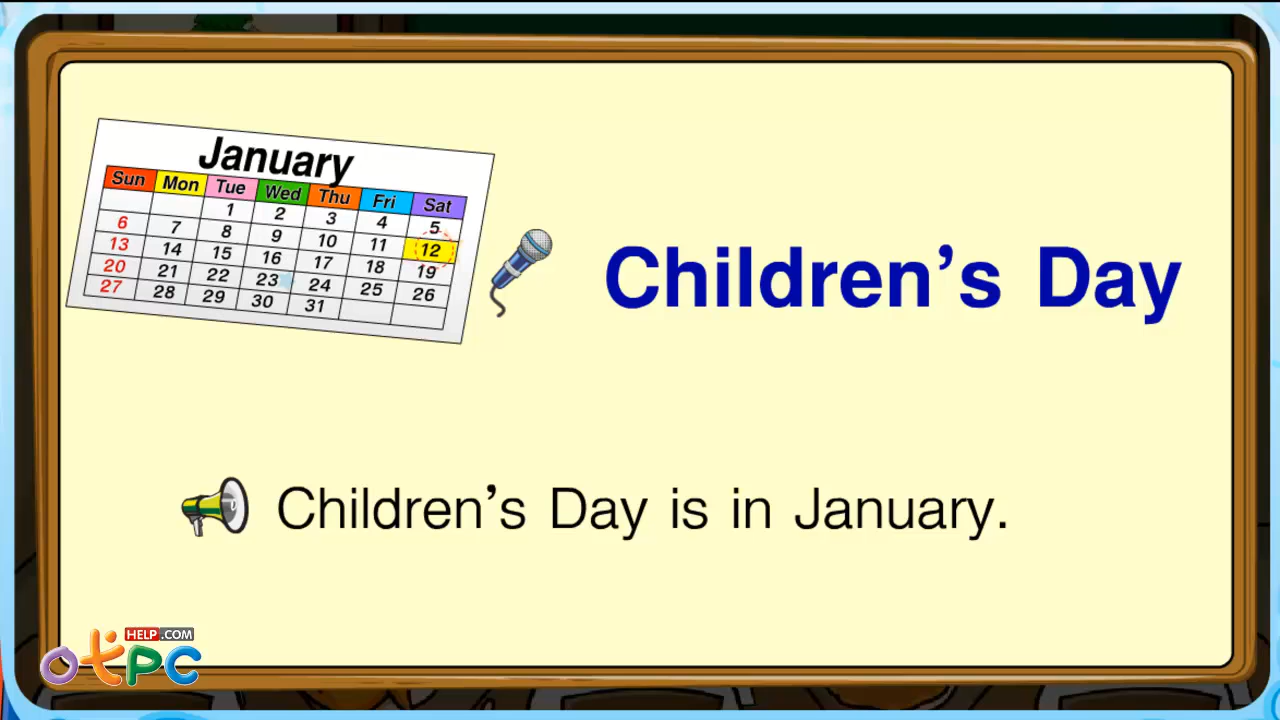 January
Sun Mon Tue Wed Thu Fri Sat
1 2 3 4 5
6 7 8 9 10 11 12
13 14 15 16 17 18 19
20 21 22 23 24 25 26
27 28 29 30 31
Children’s Day
Children’s Day is in January.
HELP.COM
OTPC